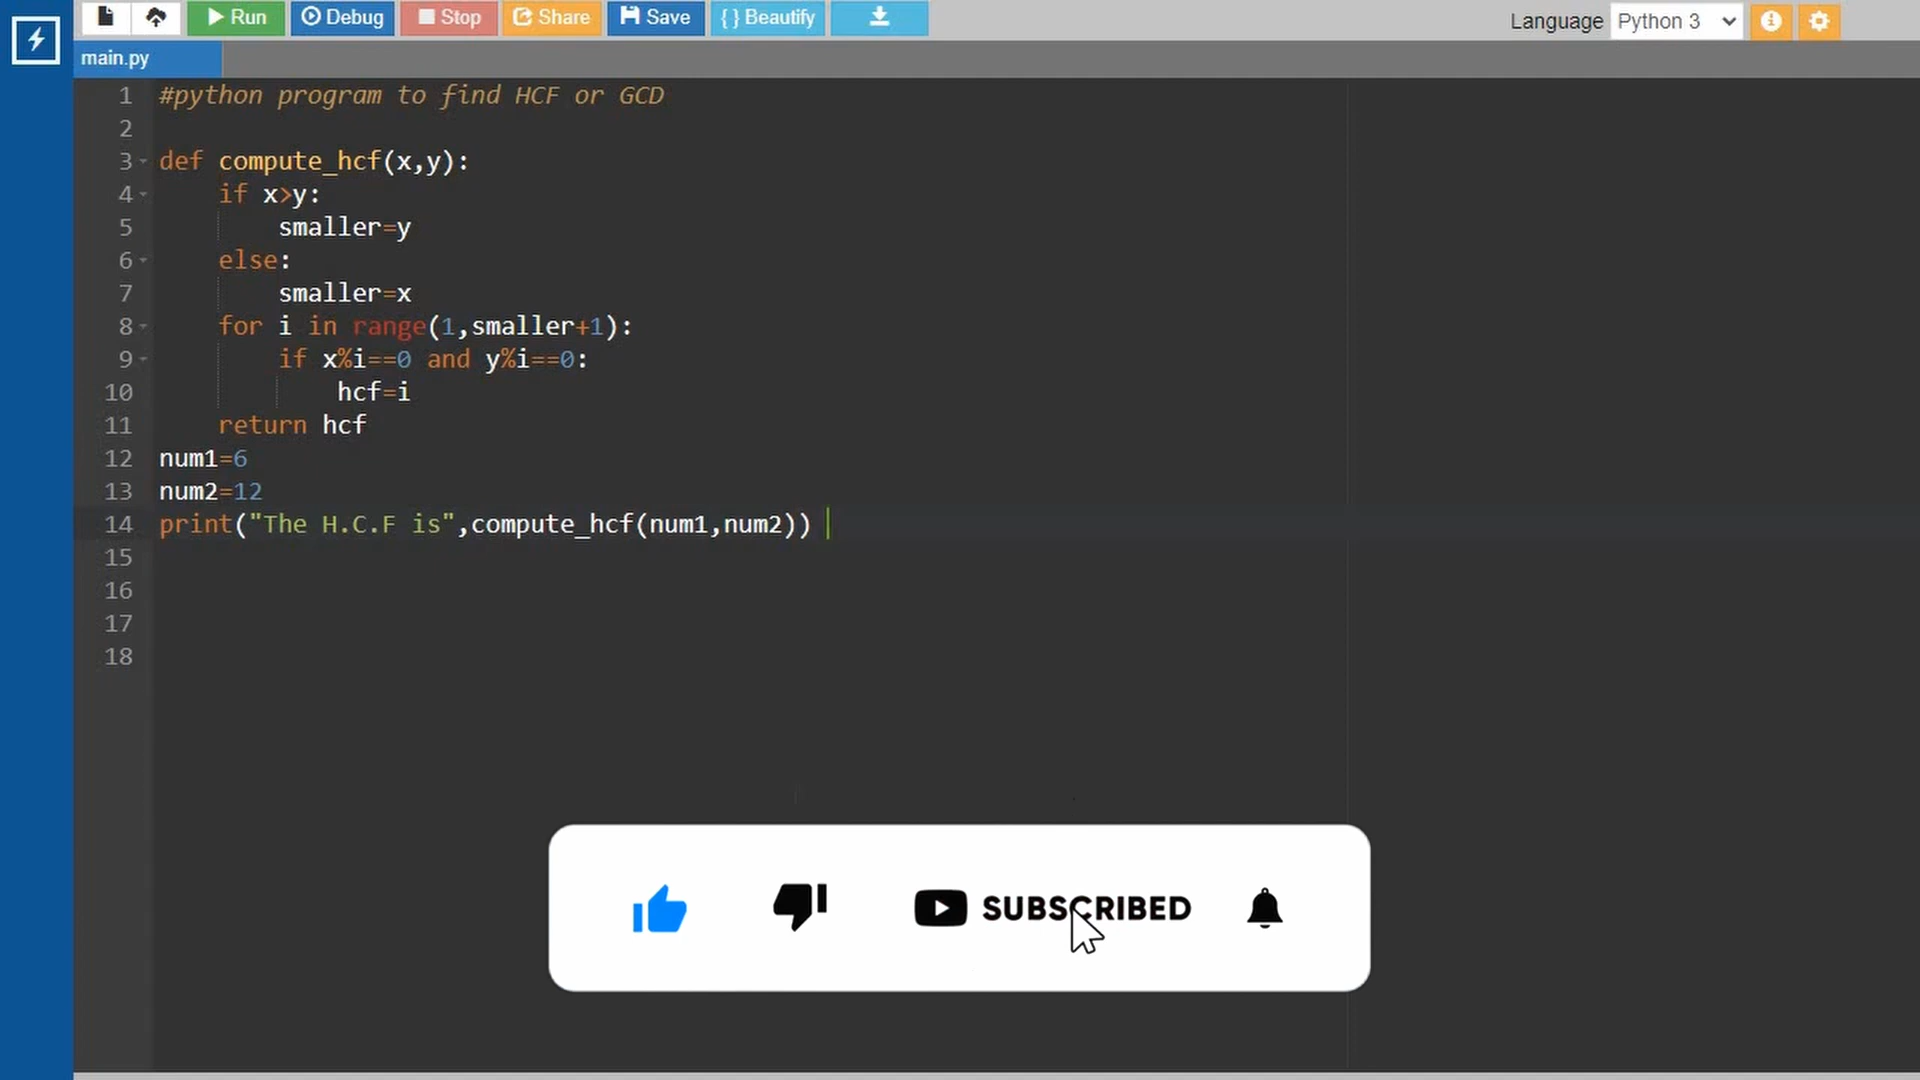 Run Debug Stop Share Save { } Beautify Language Python 3
main.py
1 #python program to find HCF or GCD
2
3 def compute_hcf(x,y):
4     if x>y:
5         smaller=y
6     else:
7         smaller=x
8     for i in range(1,smaller+1):
9         if x%i==0 and y%i==0:
10             hcf=i
11     return hcf
12 num1=6
13 num2=12
14 print("The H.C.F is",compute_hcf(num1,num2))
15
16
17
18
SUBSCRIBED